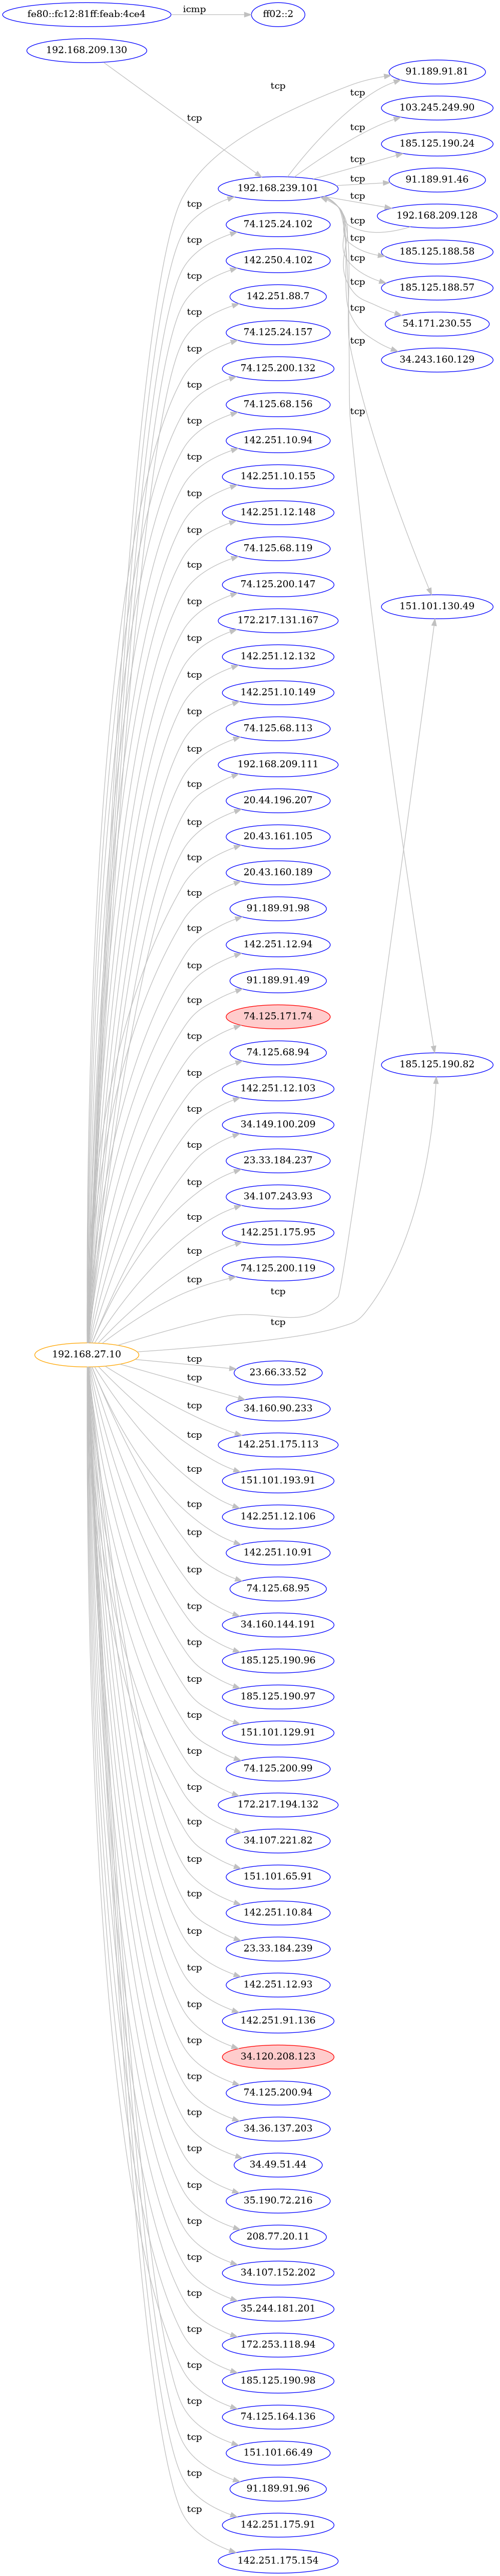 fe80::fc12:81ff:feab:4ce4 icmp ff02::2
192.168.209.130
91.189.91.81
tcp
tcp
103.245.249.90
tcp
tcp
185.125.190.24
tcp
91.189.91.46
tcp
192.168.239.101
tcp
192.168.209.128
tcp
tcp
74.125.24.102
tcp
185.125.188.58
tcp
142.250.4.102
tcp
185.125.188.57
tcp
142.251.88.7
tcp
54.171.230.55
tcp
74.125.24.157
tcp
34.243.160.129
tcp
74.125.200.132
tcp
74.125.68.156
tcp
tcp
142.251.10.94
tcp
142.251.10.155
tcp
142.251.12.148
tcp
74.125.68.119
tcp
74.125.200.147
151.101.130.49
tcp
172.217.131.167
tcp
142.251.12.132
tcp
142.251.10.149
tcp
74.125.68.113
tcp
192.168.209.111
tcp
20.44.196.207
tcp
20.43.161.105
tcp
20.43.160.189
tcp
91.189.91.98
tcp
142.251.12.94
tcp
91.189.91.49
tcp
74.125.171.74
tcp
74.125.68.94
185.125.190.82
tcp
142.251.12.103
tcp
34.149.100.209
tcp
23.33.184.237
tcp
34.107.243.93
tcp
142.251.175.95
tcp
74.125.200.119
tcp
tcp
tcp
192.168.27.10
tcp
23.66.33.52
tcp
34.160.90.233
tcp
142.251.175.113
tcp
151.101.193.91
tcp
142.251.12.106
tcp
142.251.10.91
tcp
74.125.68.95
tcp
34.160.144.191
tcp
185.125.190.96
tcp
185.125.190.97
tcp
151.101.129.91
tcp
74.125.200.99
tcp
172.217.194.132
tcp
34.107.221.82
tcp
151.101.65.91
tcp
142.251.10.84
tcp
23.33.184.239
tcp
142.251.12.93
tcp
142.251.91.136
tcp
34.120.208.123
tcp
74.125.200.94
tcp
34.36.137.203
tcp
34.49.51.44
tcp
35.190.72.216
tcp
208.77.20.11
tcp
34.107.152.202
tcp
35.244.181.201
tcp
172.253.118.94
tcp
185.125.190.98
tcp
74.125.164.136
tcp
151.101.66.49
tcp
91.189.91.96
tcp
142.251.175.91
tcp
142.251.175.154